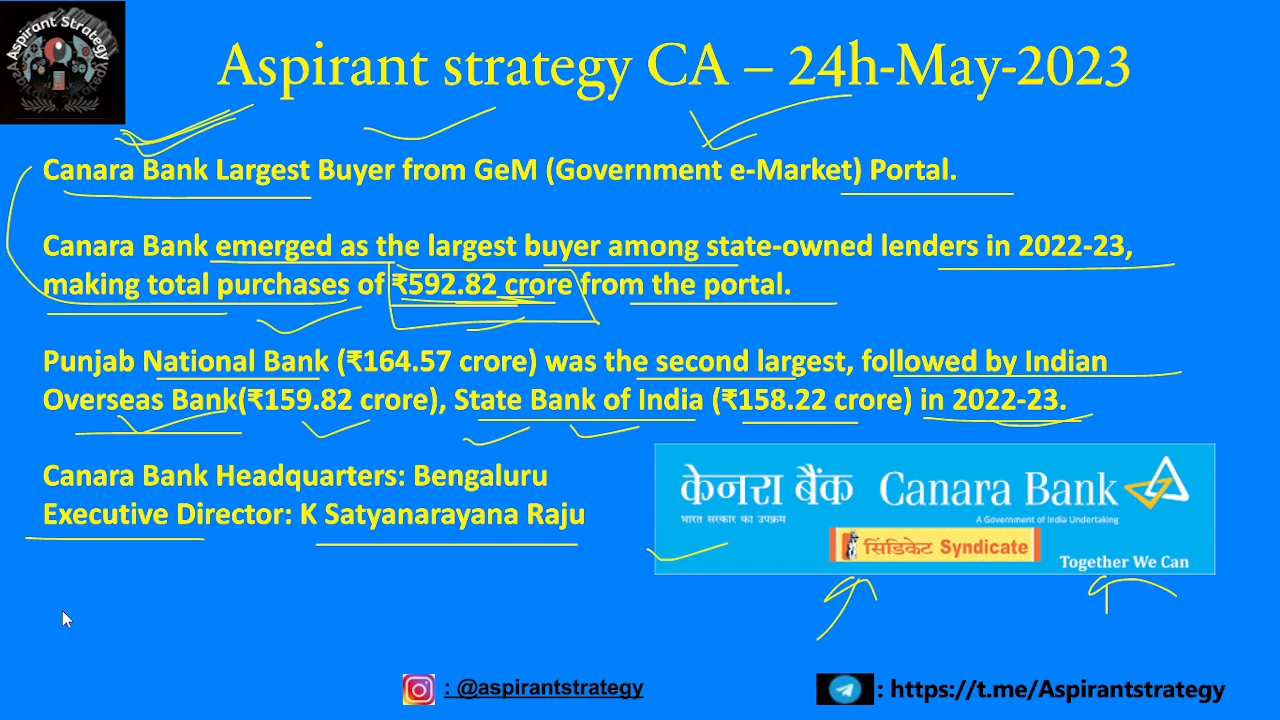 Aspirant Strategy
Aspirant strategy CA – 24h-May-2023
Canara Bank Largest Buyer from GeM (Government e-Market) Portal.
Canara Bank emerged as the largest buyer among state-owned lenders in 2022-23,
making total purchases of ₹592.82 crore from the portal.
Punjab National Bank (₹164.57 crore) was the second largest, followed by Indian
Overseas Bank(₹159.82 crore), State Bank of India (₹158.22 crore) in 2022-23.
Canara Bank Headquarters: Bengaluru
Executive Director: K Satyanarayana Raju
केनरा बैंक Canara Bank
भारत सरकार का उपक्रम A Government of India Undertaking
सिंडिकेट Syndicate
Together We Can
: @aspirantstrategy
: https://t.me/Aspirantstrategy